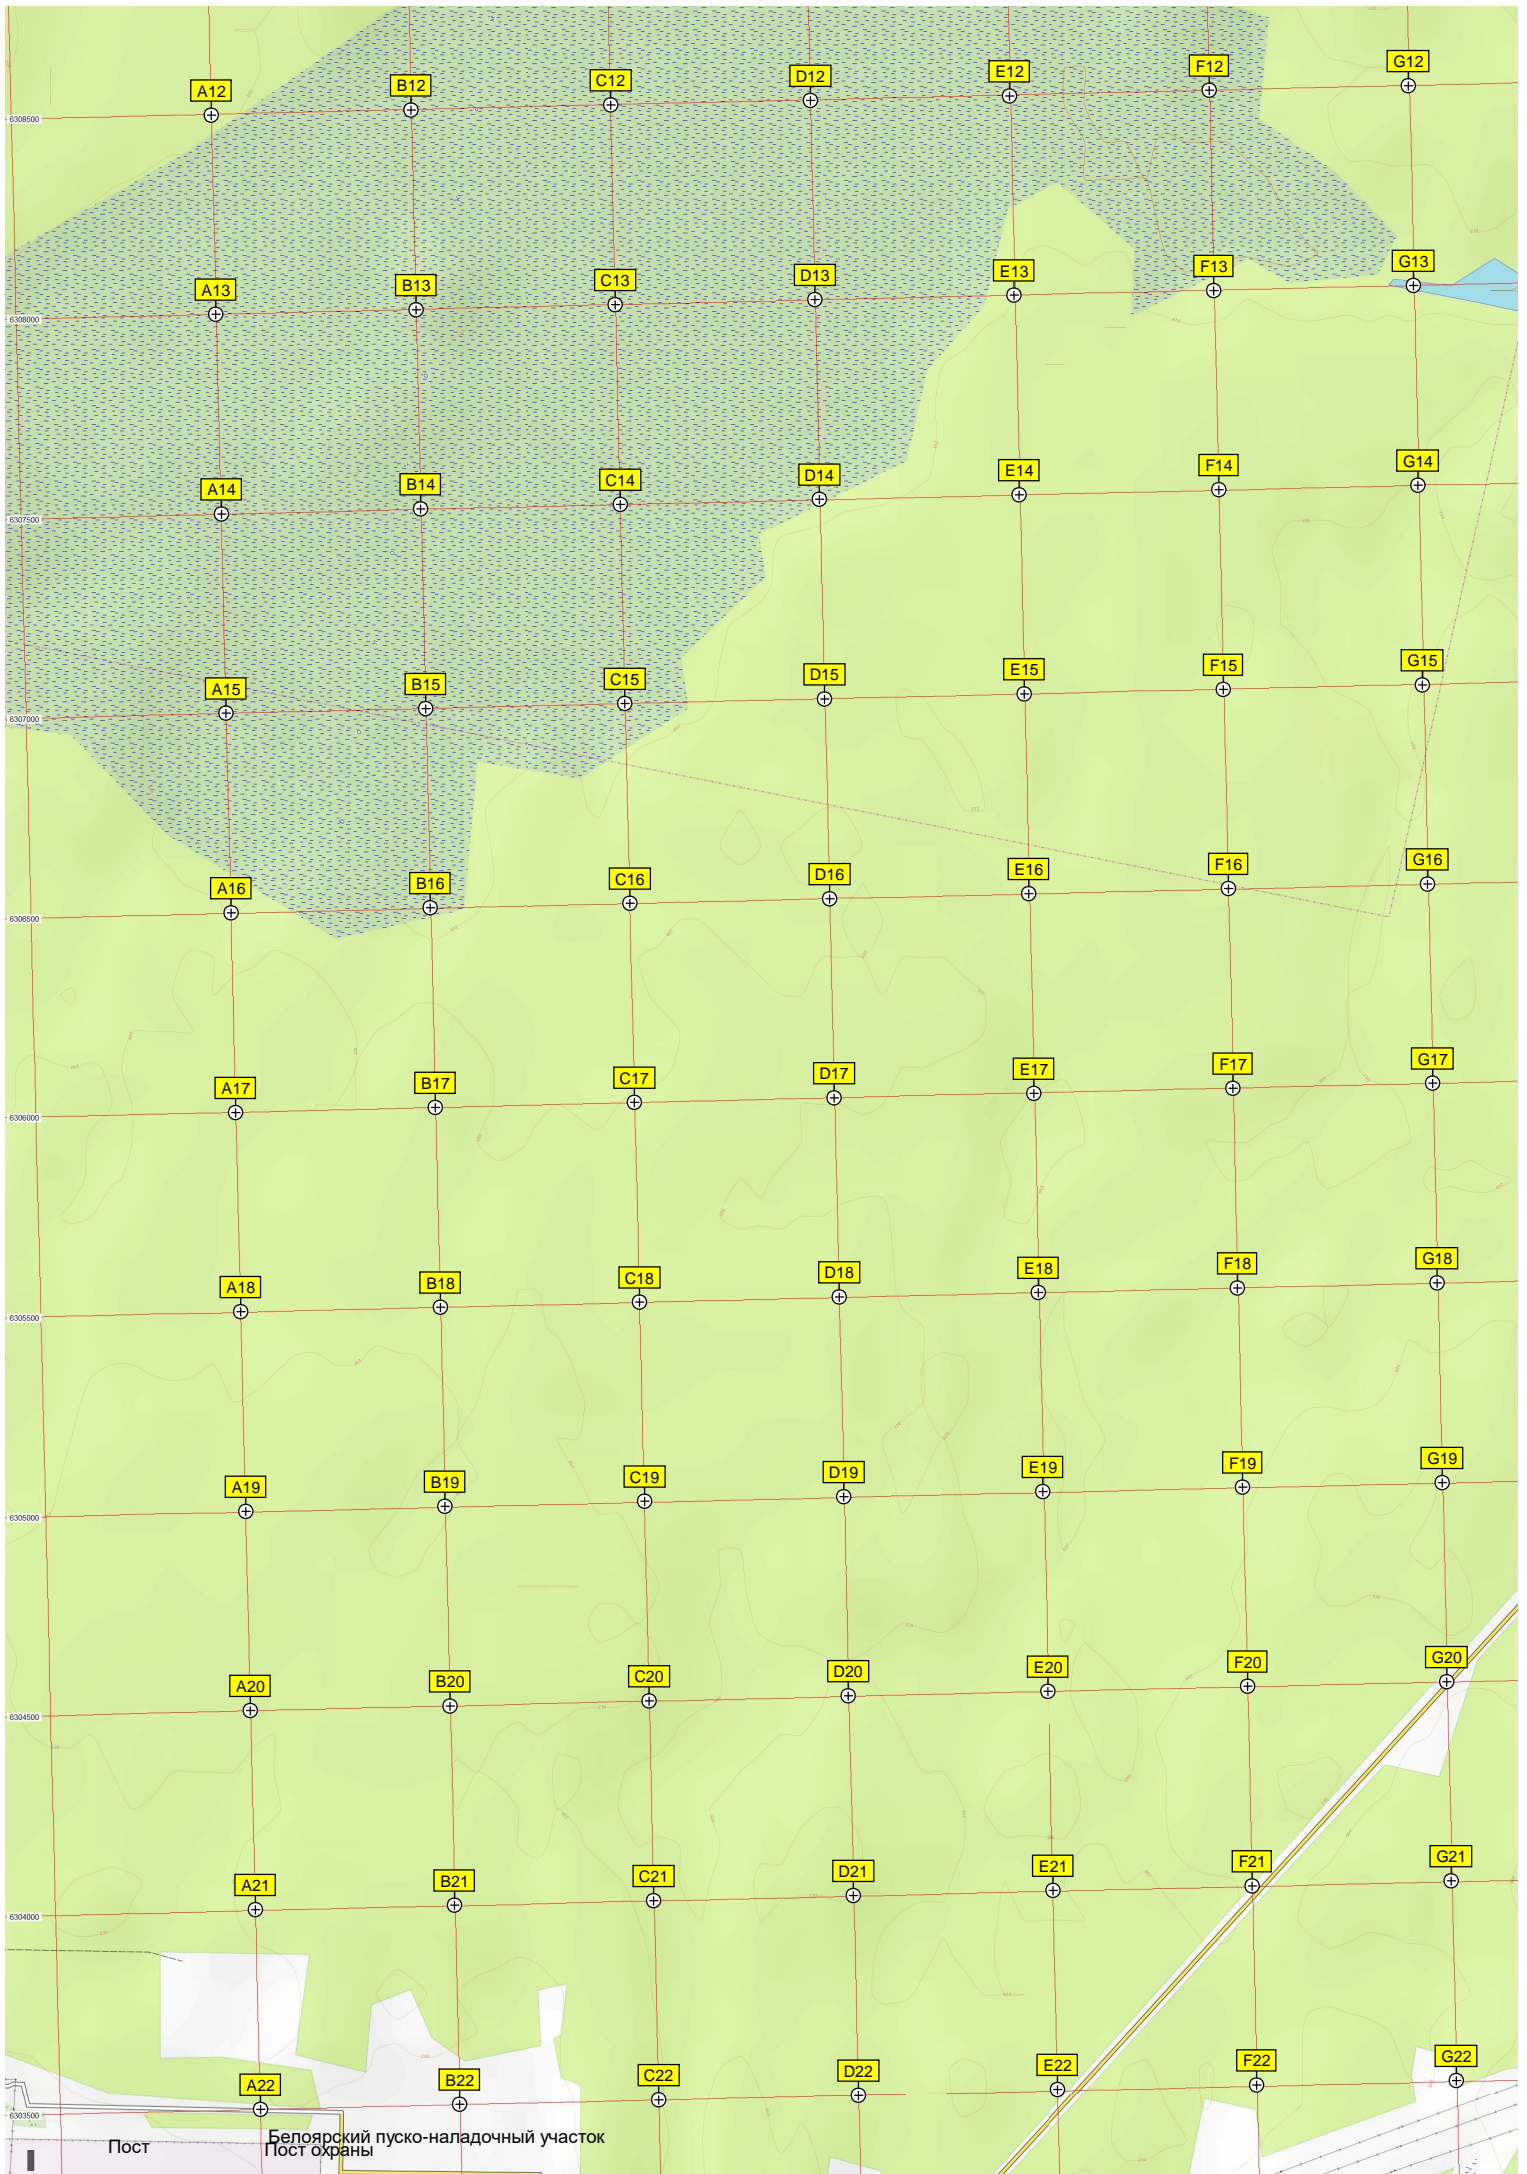 A12 B12 C12 D12 E12 F12 G12
6308500
A13 B13 C13 D13 E13 F13 G13
6308000
A14 B14 C14 D14 E14 F14 G14
6307500
A15 B15 C15 D15 E15 F15 G15
6307000
A16 B16 C16 D16 E16 F16 G16
6306500
A17 B17 C17 D17 E17 F17 G17
6306000
A18 B18 C18 D18 E18 F18 G18
6305500
A19 B19 C19 D19 E19 F19 G19
6305000
A20 B20 C20 D20 E20 F20 G20
6304500
A21 B21 C21 D21 E21 F21 G21
6304000
A22 B22 C22 D22 E22 F22 G22
6303500
Белоярский пуско-наладочный участок
Пост
Пост охраны